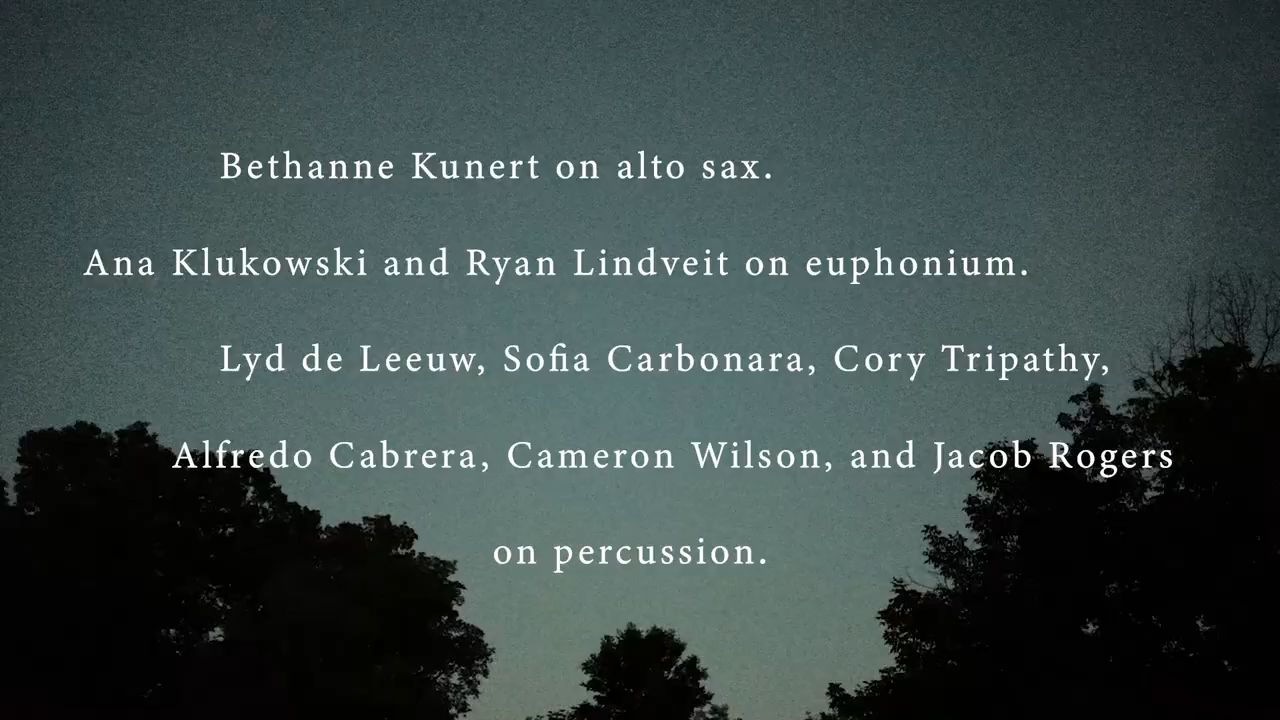 Bethanne Kunert on alto sax.
Ana Klukowski and Ryan Lindveit on euphonium.
Lyd de Leeuw, Sofia Carbonara, Cory Tripathy,
Alfredo Cabrera, Cameron Wilson, and Jacob Rogers
on percussion.